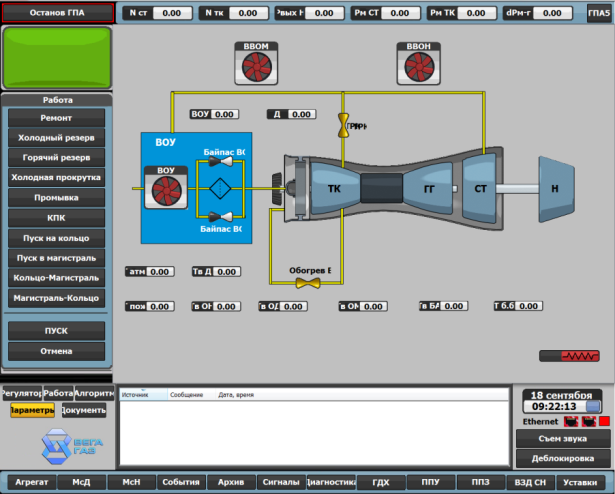 Останов ГПА N ст 0.00 N тк 0.00 Pвых Н 0.00 Рм СТ 0.00 Рм ТК 0.00 dРм-г 0.00 ГПА5
ВВОМ ВВОН
Работа
Ремонт
Холодный резерв
Горячий резерв
Холодная прокрутка
Промывка
КПК
Пуск на кольцо
Пуск в магистраль
Кольцо-Магистраль
Магистраль-Кольцо
ПУСК
Отмена
ВОУ 0.00 Д 0.00
ВОУ
Байпас ВО
ВОУ
Байпас ВО
ТК ГГ СТ Н
Обогрев В
атм 0.00 Тв Д 0.00
пож 0.00 в ОН 0.00 в ОД 0.00 в ОМ 0.00 в БА 0.00 Т б.б 0.00
Регулятор Работа Алгоритм
Параметры Документы
ВЕГА
ГАЗ
Источник Сообщение Дата, время
18 сентября
09:22:13
Ethernet
Съем звука
Деблокировка
Агрегат МсД МсН События Архив Сигналы Диагностика ГДХ ППУ ППЗ ВЗД СН Уставки